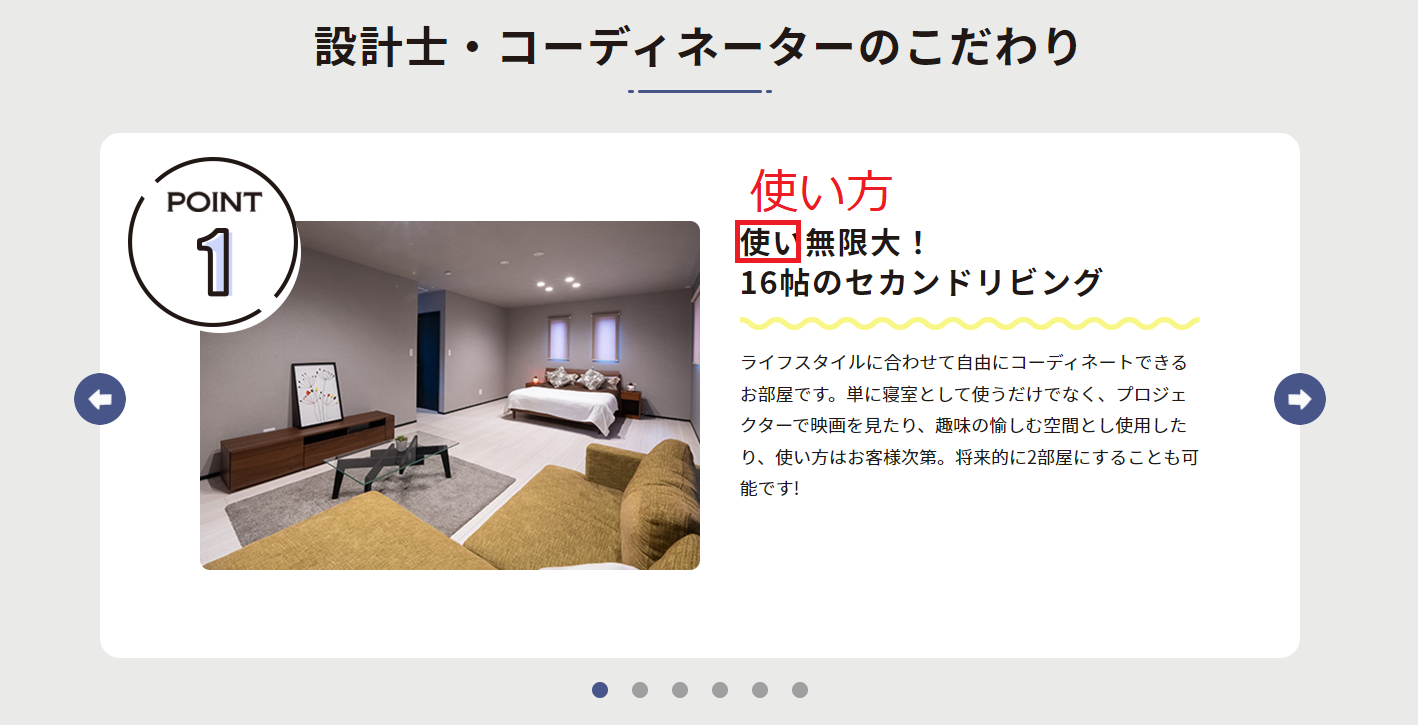 設計士・コーディネーターのこだわり
POINT
1
使い方
使い無限大！
16帖のセカンドリビング
ライフスタイルに合わせて自由にコーディネートできる
お部屋です。単に寝室として使うだけでなく、プロジェ
クターで映画を見たり、趣味の愉しむ空間とし使用した
り、使い方はお客様次第。将来的に2部屋にすることも可
能です!